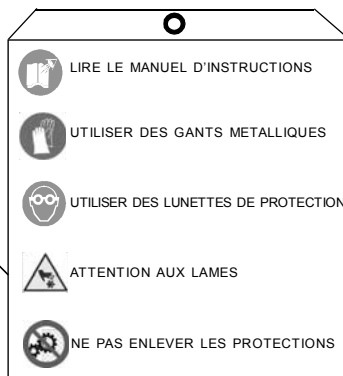 LIRE LE MANUEL D'INSTRUCTIONS
UTILISER DES GANTS METALLIQUES
UTILISER DES LUNETTES DE PROTECTION
ATTENTION AUX LAMES
NE PAS ENLEVER LES PROTECTIONS